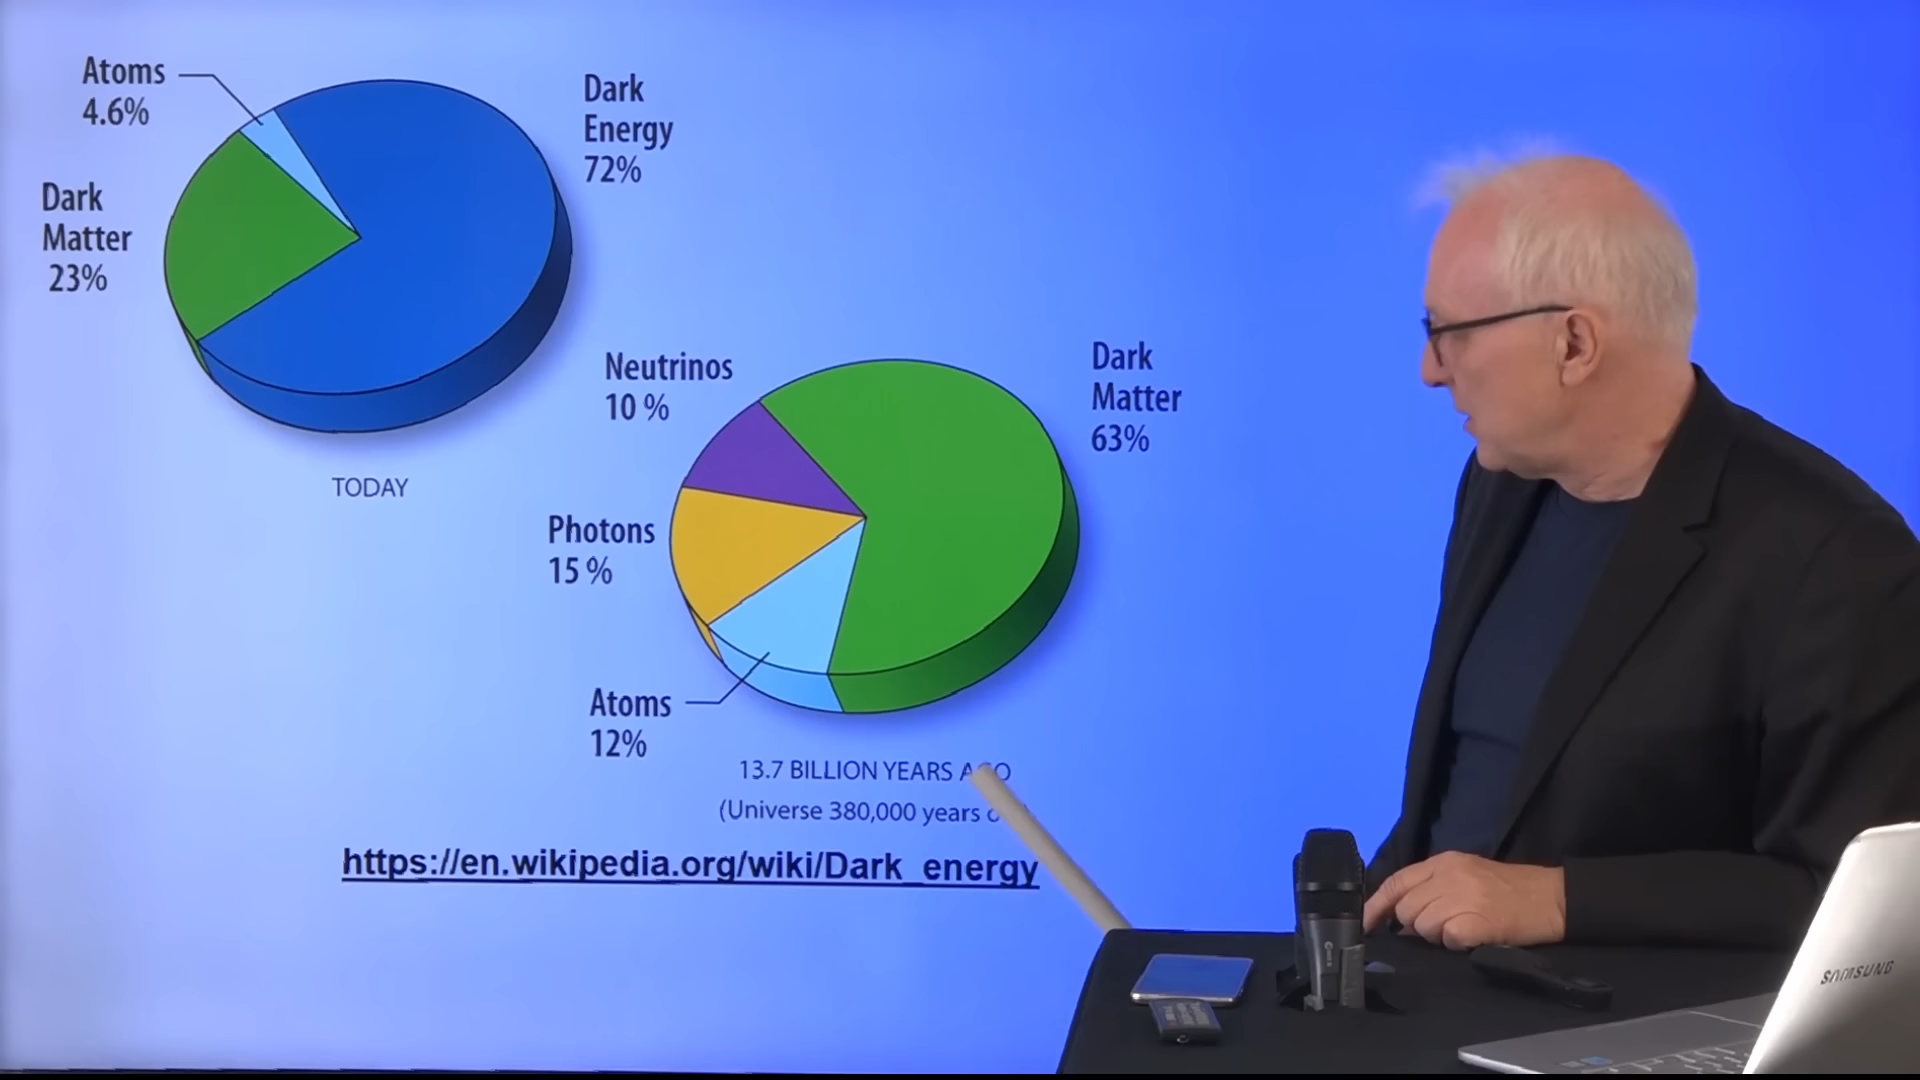 Atoms
4.6%
Dark
Energy
72%
Dark
Matter
23%
TODAY
Neutrinos
10 %
Dark
Matter
63%
Photons
15 %
Atoms
12%
13.7 BILLION YEARS AGO
(Universe 380,000 years
https://en.wikipedia.org/wiki/Dark_energy
SAMSUNG